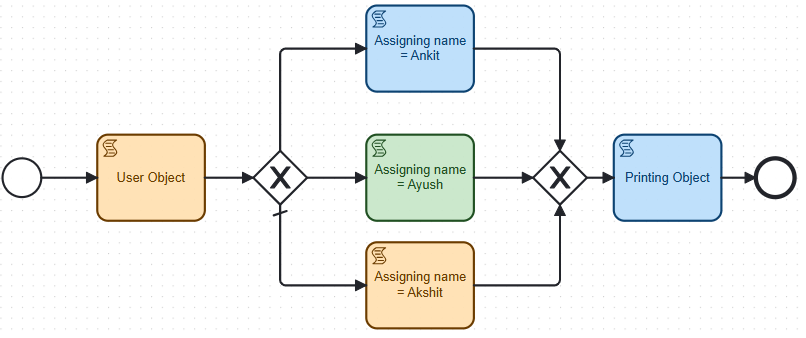 Assigning name
= Ankit
User Object
Assigning name
= Ayush
Printing Object
Assigning name
= Akshit